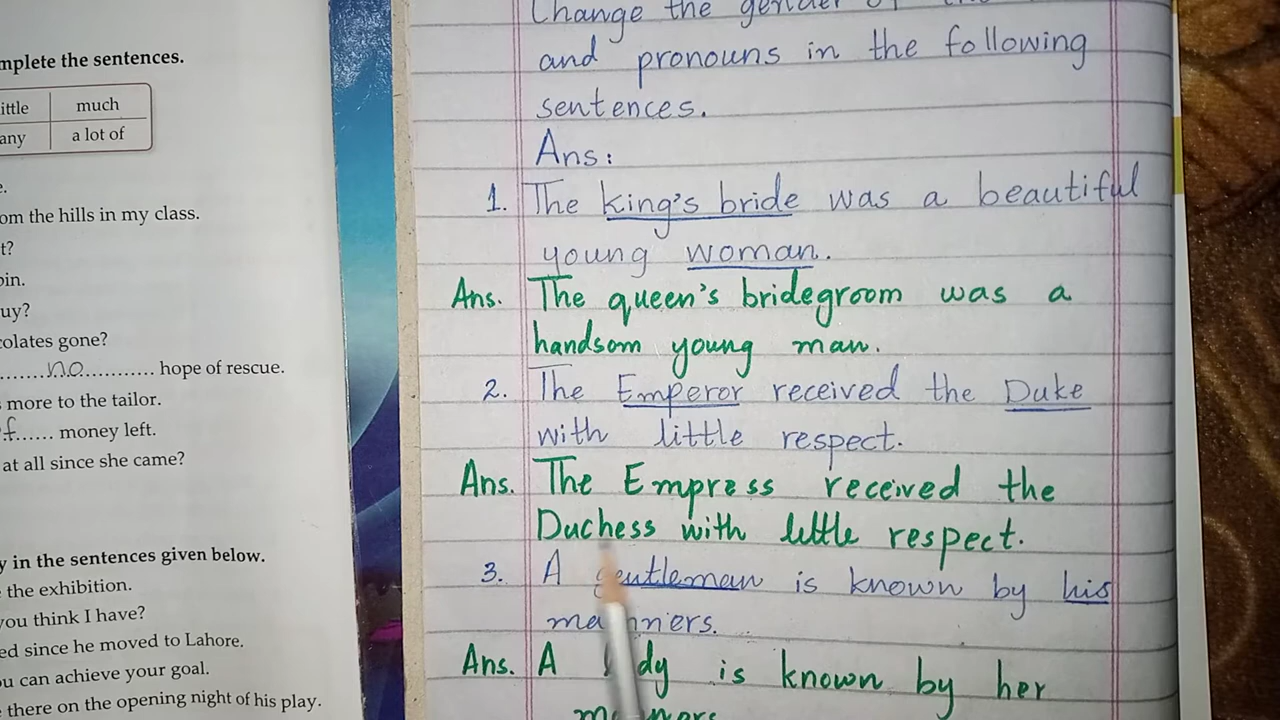 mplete the sentences.
ittle much
any a lot of
e.
om the hills in my class.
t?
oin.
uy?
colates gone?
......no............ hope of rescue.
more to the tailor.
f...... money left.
at all since she came?
y in the sentences given below.
the exhibition.
you think I have?
ed since he moved to Lahore.
ou can achieve your goal.
there on the opening night of his play.
Change the gender of
and pronouns in the following
sentences.
Ans:
1. The king's bride was a beautiful
young woman.
Ans. The queen's bridegroom was a
handsom young man.
2. The Emperor received the Duke
with little respect.
Ans. The Empress received the
Duchess with little respect.
3. A gentleman is known by his
manners.
Ans. A lady is known by her